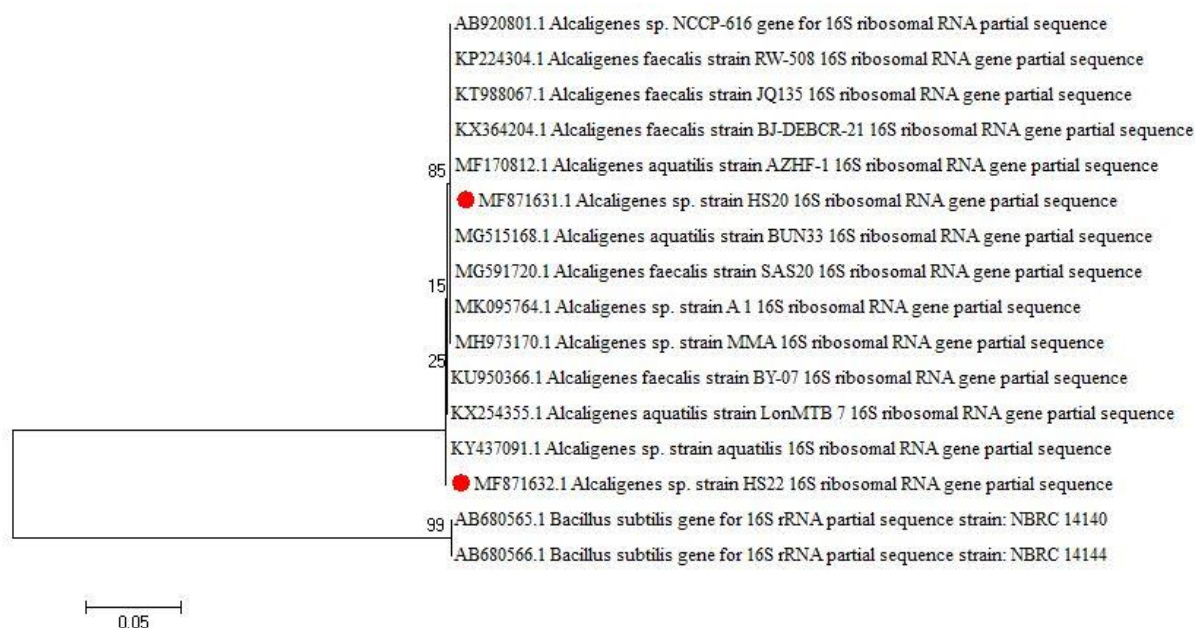 AB920801.1 Alcaligenes sp. NCCP-616 gene for 16S ribosomal RNA partial sequence
KP224304.1 Alcaligenes faecalis strain RW-508 16S ribosomal RNA gene partial sequence
KT988067.1 Alcaligenes faecalis strain JQ135 16S ribosomal RNA gene partial sequence
KX364204.1 Alcaligenes faecalis strain BJ-DEBCR-21 16S ribosomal RNA gene partial sequence
MF170812.1 Alcaligenes aquatilis strain AZHF-1 16S ribosomal RNA gene partial sequence
85
MF871631.1 Alcaligenes sp. strain HS20 16S ribosomal RNA gene partial sequence
MG515168.1 Alcaligenes aquatilis strain BUN33 16S ribosomal RNA gene partial sequence
MG591720.1 Alcaligenes faecalis strain SAS20 16S ribosomal RNA gene partial sequence
15
MK095764.1 Alcaligenes sp. strain A 1 16S ribosomal RNA gene partial sequence
MH973170.1 Alcaligenes sp. strain MMA 16S ribosomal RNA gene partial sequence
25
KU950366.1 Alcaligenes faecalis strain BY-07 16S ribosomal RNA gene partial sequence
KX254355.1 Alcaligenes aquatilis strain LonMTB 7 16S ribosomal RNA gene partial sequence
KY437091.1 Alcaligenes sp. strain aquatilis 16S ribosomal RNA gene partial sequence
MF871632.1 Alcaligenes sp. strain HS22 16S ribosomal RNA gene partial sequence
99
AB680565.1 Bacillus subtilis gene for 16S rRNA partial sequence strain: NBRC 14140
AB680566.1 Bacillus subtilis gene for 16S rRNA partial sequence strain: NBRC 14144
0.05